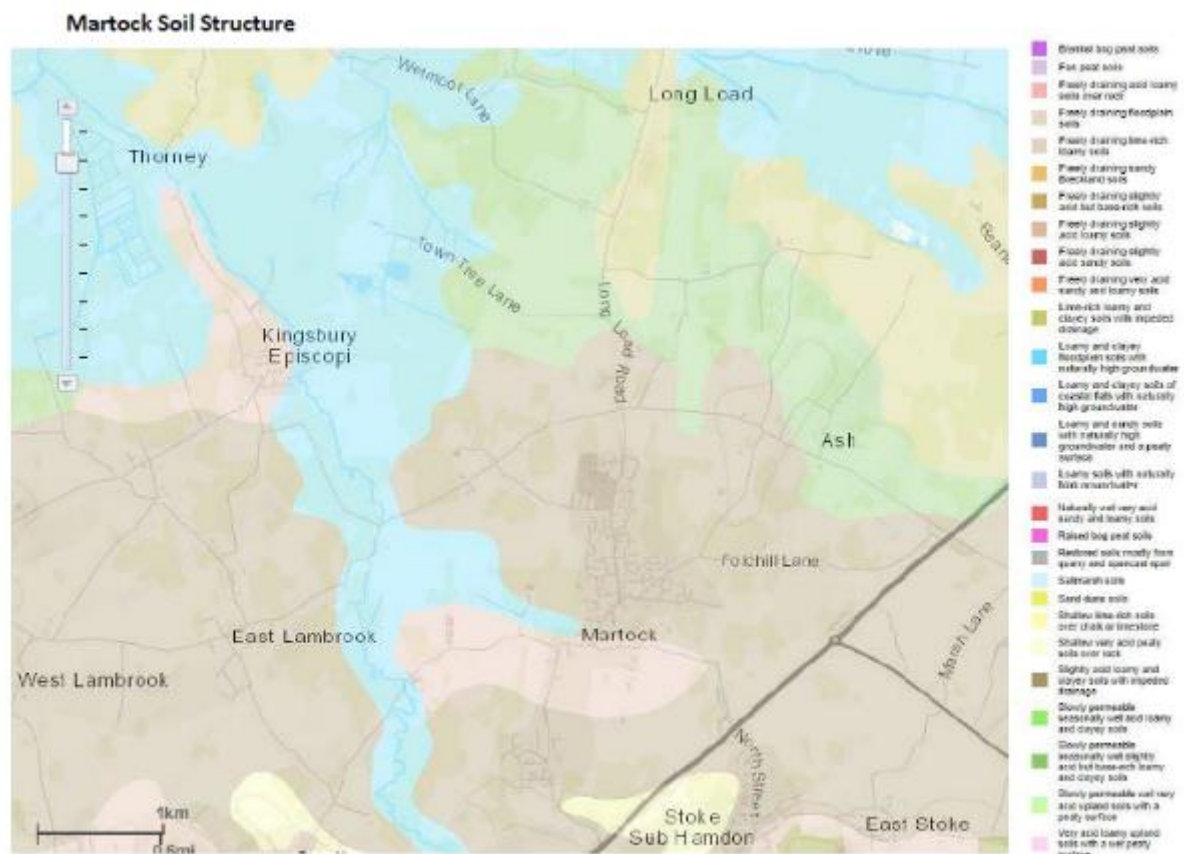 Martock Soil Structure
Wetmoor Lane
Long Load
Thorney
Town Tree Lane
Long Load Road
Kingsbury
Episcopi
Ash
Folchill Lane
Marsh Lane
East Lambrook
Martock
West Lambrook
North Street
Stoke
Sub Hamdon
East Stoke
1km
0.6mi
Blanket bog peat soils
Fen peat soils
Freely draining acid loamy
soils over rock
Freely draining floodplain
soils
Freely draining lime-rich
loamy soils
Freely draining sandy
Breckland soils
Freely draining slightly
acid but base-rich soils
Freely draining slightly
acid loamy soils
Freely draining slightly
acid sandy soils
Freely draining very acid
sandy and loamy soils
Lime-rich loamy and
clayey soils with impeded
drainage
Loamy and clayey
floodplain soils with
naturally high groundwater
Loamy and clayey soils of
coastal flats with naturally
high groundwater
Loamy and sandy soils
with naturally high
groundwater and a peaty
surface
Loamy soils with naturally
high groundwater
Naturally wet very acid
sandy and loamy soils
Raised bog peat soils
Restored soils mostly from
quarry and opencast spoil
Saltmarsh soils
Sand dune soils
Shallow lime-rich soils
over chalk or limestone
Shallow very acid peaty
soils over rock
Slightly acid loamy and
clayey soils with impeded
drainage
Slowly permeable
seasonally wet acid loamy
and clayey soils
Slowly permeable
seasonally wet slightly
acid but base-rich loamy
and clayey soils
Slowly permeable wet very
acid upland soils with a
peaty surface
Very acid loamy upland
soils with a wet peaty